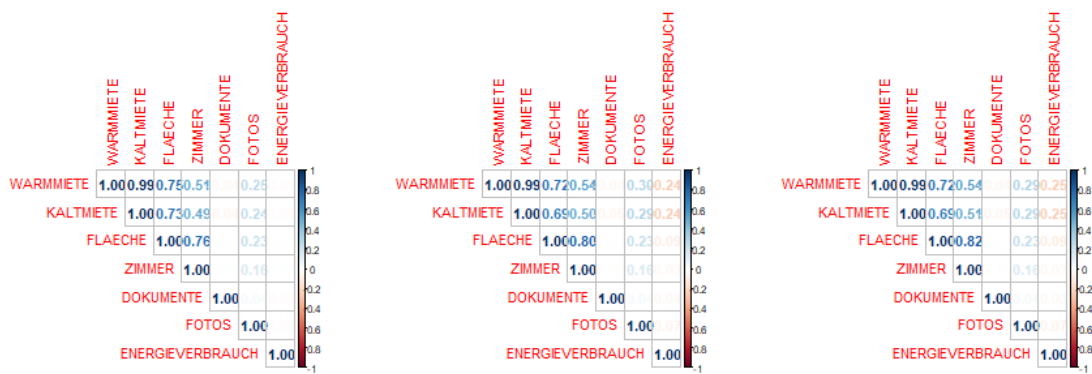 WARMMIETE KALTMIETE FLAECHE ZIMMER DOKUMENTE FOTOS ENERGIEVERBRAUCH
WARMMIETE 1.00 0.99 0.75 0.51 0.25
KALTMIETE 1.00 0.73 0.49 0.24
FLAECHE 1.00 0.76 0.23
ZIMMER 1.00 0.16
DOKUMENTE 1.00
FOTOS 1.00
ENERGIEVERBRAUCH 1.00
1
0.8
0.6
0.4
0.2
0
-0.2
-0.4
-0.6
-0.8
-1
WARMMIETE KALTMIETE FLAECHE ZIMMER DOKUMENTE FOTOS ENERGIEVERBRAUCH
WARMMIETE 1.00 0.99 0.72 0.54 0.30 -0.24
KALTMIETE 1.00 0.69 0.50 0.29 -0.24
FLAECHE 1.00 0.80 0.23
ZIMMER 1.00 0.16
DOKUMENTE 1.00
FOTOS 1.00
ENERGIEVERBRAUCH 1.00
1
0.8
0.6
0.4
0.2
0
-0.2
-0.4
-0.6
-0.8
-1
WARMMIETE KALTMIETE FLAECHE ZIMMER DOKUMENTE FOTOS ENERGIEVERBRAUCH
WARMMIETE 1.00 0.99 0.72 0.54 0.29 -0.25
KALTMIETE 1.00 0.69 0.51 0.29 -0.25
FLAECHE 1.00 0.82 0.23
ZIMMER 1.00 0.16
DOKUMENTE 1.00
FOTOS 1.00
ENERGIEVERBRAUCH 1.00
1
0.8
0.6
0.4
0.2
0
-0.2
-0.4
-0.6
-0.8
-1